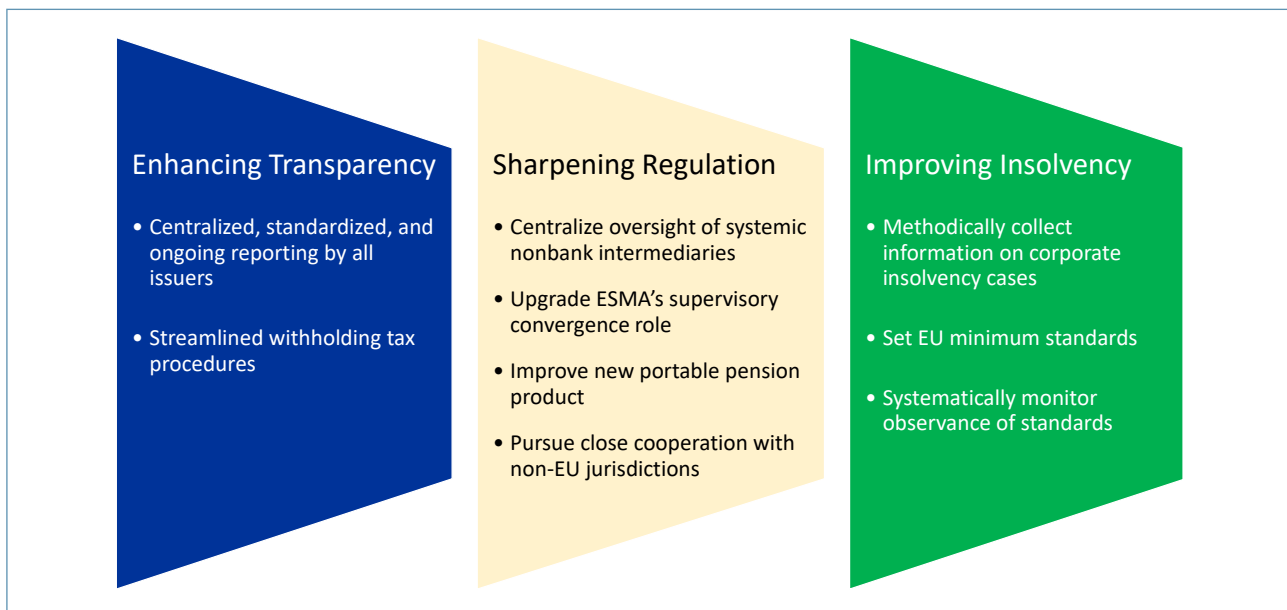 Enhancing Transparency
• Centralized, standardized, and
ongoing reporting by all
issuers
• Streamlined withholding tax
procedures
Sharpening Regulation
• Centralize oversight of systemic
nonbank intermediaries
• Upgrade ESMA’s supervisory
convergence role
• Improve new portable pension
product
• Pursue close cooperation with
non-EU jurisdictions
Improving Insolvency
• Methodically collect
information on corporate
insolvency cases
• Set EU minimum standards
• Systematically monitor
observance of standards